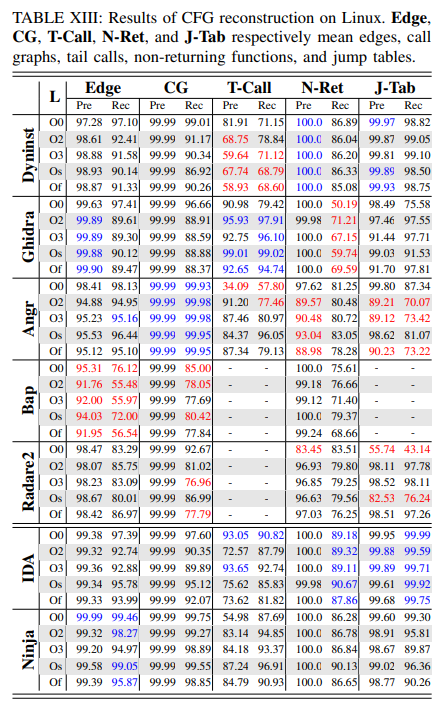 TABLE XIII: Results of CFG reconstruction on Linux. Edge,
CG, T-Call, N-Ret, and J-Tab respectively mean edges, call
graphs, tail calls, non-returning functions, and jump tables.
L Edge CG T-Call N-Ret J-Tab
Pre Rec Pre Rec Pre Rec Pre Rec Pre Rec
Dyninst
O0 97.28 97.10 99.99 99.01 81.91 71.15 100.0 86.89 99.97 98.82
O2 98.61 92.41 99.99 91.17 68.75 78.84 100.0 86.04 99.87 99.05
O3 98.88 91.58 99.99 90.34 59.64 71.12 100.0 86.20 99.81 99.10
Os 98.93 90.14 99.99 86.92 67.74 68.79 100.0 86.33 99.89 98.50
Of 98.87 91.33 99.99 90.26 58.93 68.60 100.0 85.08 99.93 98.75
Ghidra
O0 99.63 97.41 99.99 96.66 90.98 79.42 100.0 50.19 98.49 75.58
O2 99.89 89.61 99.99 88.91 95.93 97.91 99.98 71.21 97.46 97.55
O3 99.89 89.30 99.99 88.59 92.75 96.10 100.0 67.15 91.44 97.71
Os 99.88 90.12 99.99 88.88 99.01 99.02 100.0 59.74 99.03 91.53
Of 99.90 89.47 99.99 88.37 92.65 94.74 100.0 69.59 91.70 97.81
Angr
O0 98.41 98.13 99.99 99.93 34.09 57.80 97.62 81.25 99.80 87.34
O2 94.88 94.95 99.99 99.98 91.20 77.46 89.57 80.48 89.21 70.07
O3 95.23 95.16 99.99 99.98 87.46 80.97 90.48 80.72 89.12 73.42
Os 95.53 96.44 99.99 99.95 84.37 96.05 93.04 83.05 98.62 81.07
Of 95.12 95.10 99.99 99.95 87.34 79.13 88.98 78.28 90.23 73.22
Bap
O0 95.31 76.12 99.99 85.00 - - 100.0 75.61 - -
O2 91.76 55.48 99.99 78.05 - - 99.18 76.66 - -
O3 92.00 55.97 99.99 77.69 - - 99.12 71.40 - -
Os 94.03 72.00 99.99 80.42 - - 100.0 79.37 - -
Of 91.95 56.54 99.99 77.84 - - 99.24 68.66 - -
Radare2
O0 98.47 83.29 99.99 92.67 - - 83.45 83.51 55.74 43.14
O2 98.07 85.75 99.99 81.02 - - 96.93 79.80 98.11 97.78
O3 98.23 83.09 99.99 76.96 - - 96.85 79.25 98.52 98.11
Os 98.67 80.01 99.99 86.99 - - 96.63 79.56 82.53 76.24
Of 98.42 86.97 99.99 77.79 - - 97.03 76.25 98.51 97.26
IDA
O0 99.38 97.39 99.99 97.60 93.05 90.82 100.0 89.18 99.95 99.99
O2 99.32 92.74 99.99 90.35 72.57 87.79 100.0 89.32 99.88 99.59
O3 99.36 92.88 99.99 89.89 93.65 92.74 100.0 89.11 99.89 99.71
Os 99.34 95.78 99.99 95.12 75.62 85.83 99.98 90.67 99.61 99.92
Of 99.33 93.99 99.99 92.07 73.62 81.82 100.0 87.86 99.68 99.75
Ninja
O0 99.99 99.46 99.99 99.75 54.98 87.69 100.0 86.28 99.60 99.30
O2 99.32 98.27 99.99 99.27 83.14 94.85 100.0 86.78 98.91 95.81
O3 99.20 94.97 99.99 98.89 84.18 93.37 100.0 86.84 98.67 89.87
Os 99.58 99.05 99.99 99.55 87.24 96.91 100.0 90.13 99.02 96.36
Of 99.39 95.87 99.99 98.85 84.79 90.93 100.0 86.65 98.77 90.26